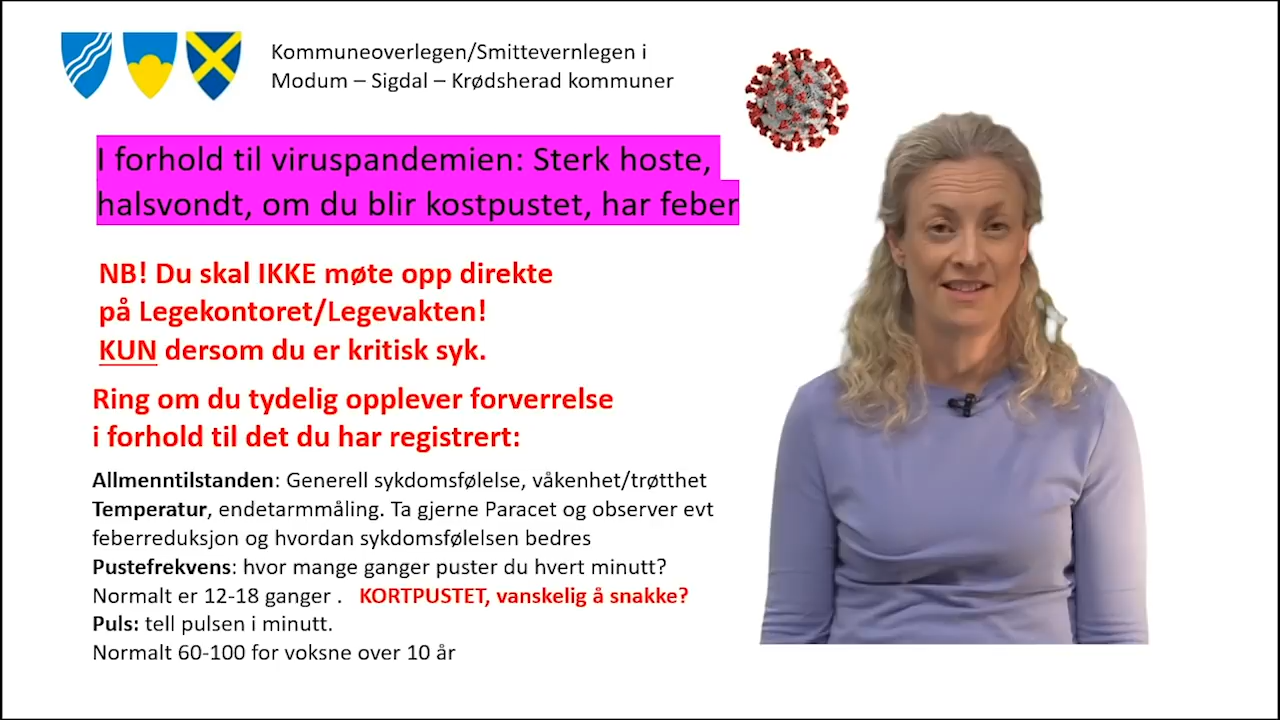 Kommuneoverlegen/Smittevernlegen i
Modum – Sigdal – Krødsherad kommuner
I forhold til viruspandemien: Sterk hoste,
halsvondt, om du blir kostpustet, har feber
NB! Du skal IKKE møte opp direkte
på Legekontoret/Legevakten!
KUN dersom du er kritisk syk.
Ring om du tydelig opplever forverrelse
i forhold til det du har registrert:
Allmenntilstanden: Generell sykdomsfølelse, våkenhet/trøtthet
Temperatur, endetarmmåling. Ta gjerne Paracet og observer evt
feberreduksjon og hvordan sykdomsfølelsen bedres
Pustefrekvens: hvor mange ganger puster du hvert minutt?
Normalt er 12-18 ganger . KORTPUSTET, vanskelig å snakke?
Puls: tell pulsen i minutt.
Normalt 60-100 for voksne over 10 år